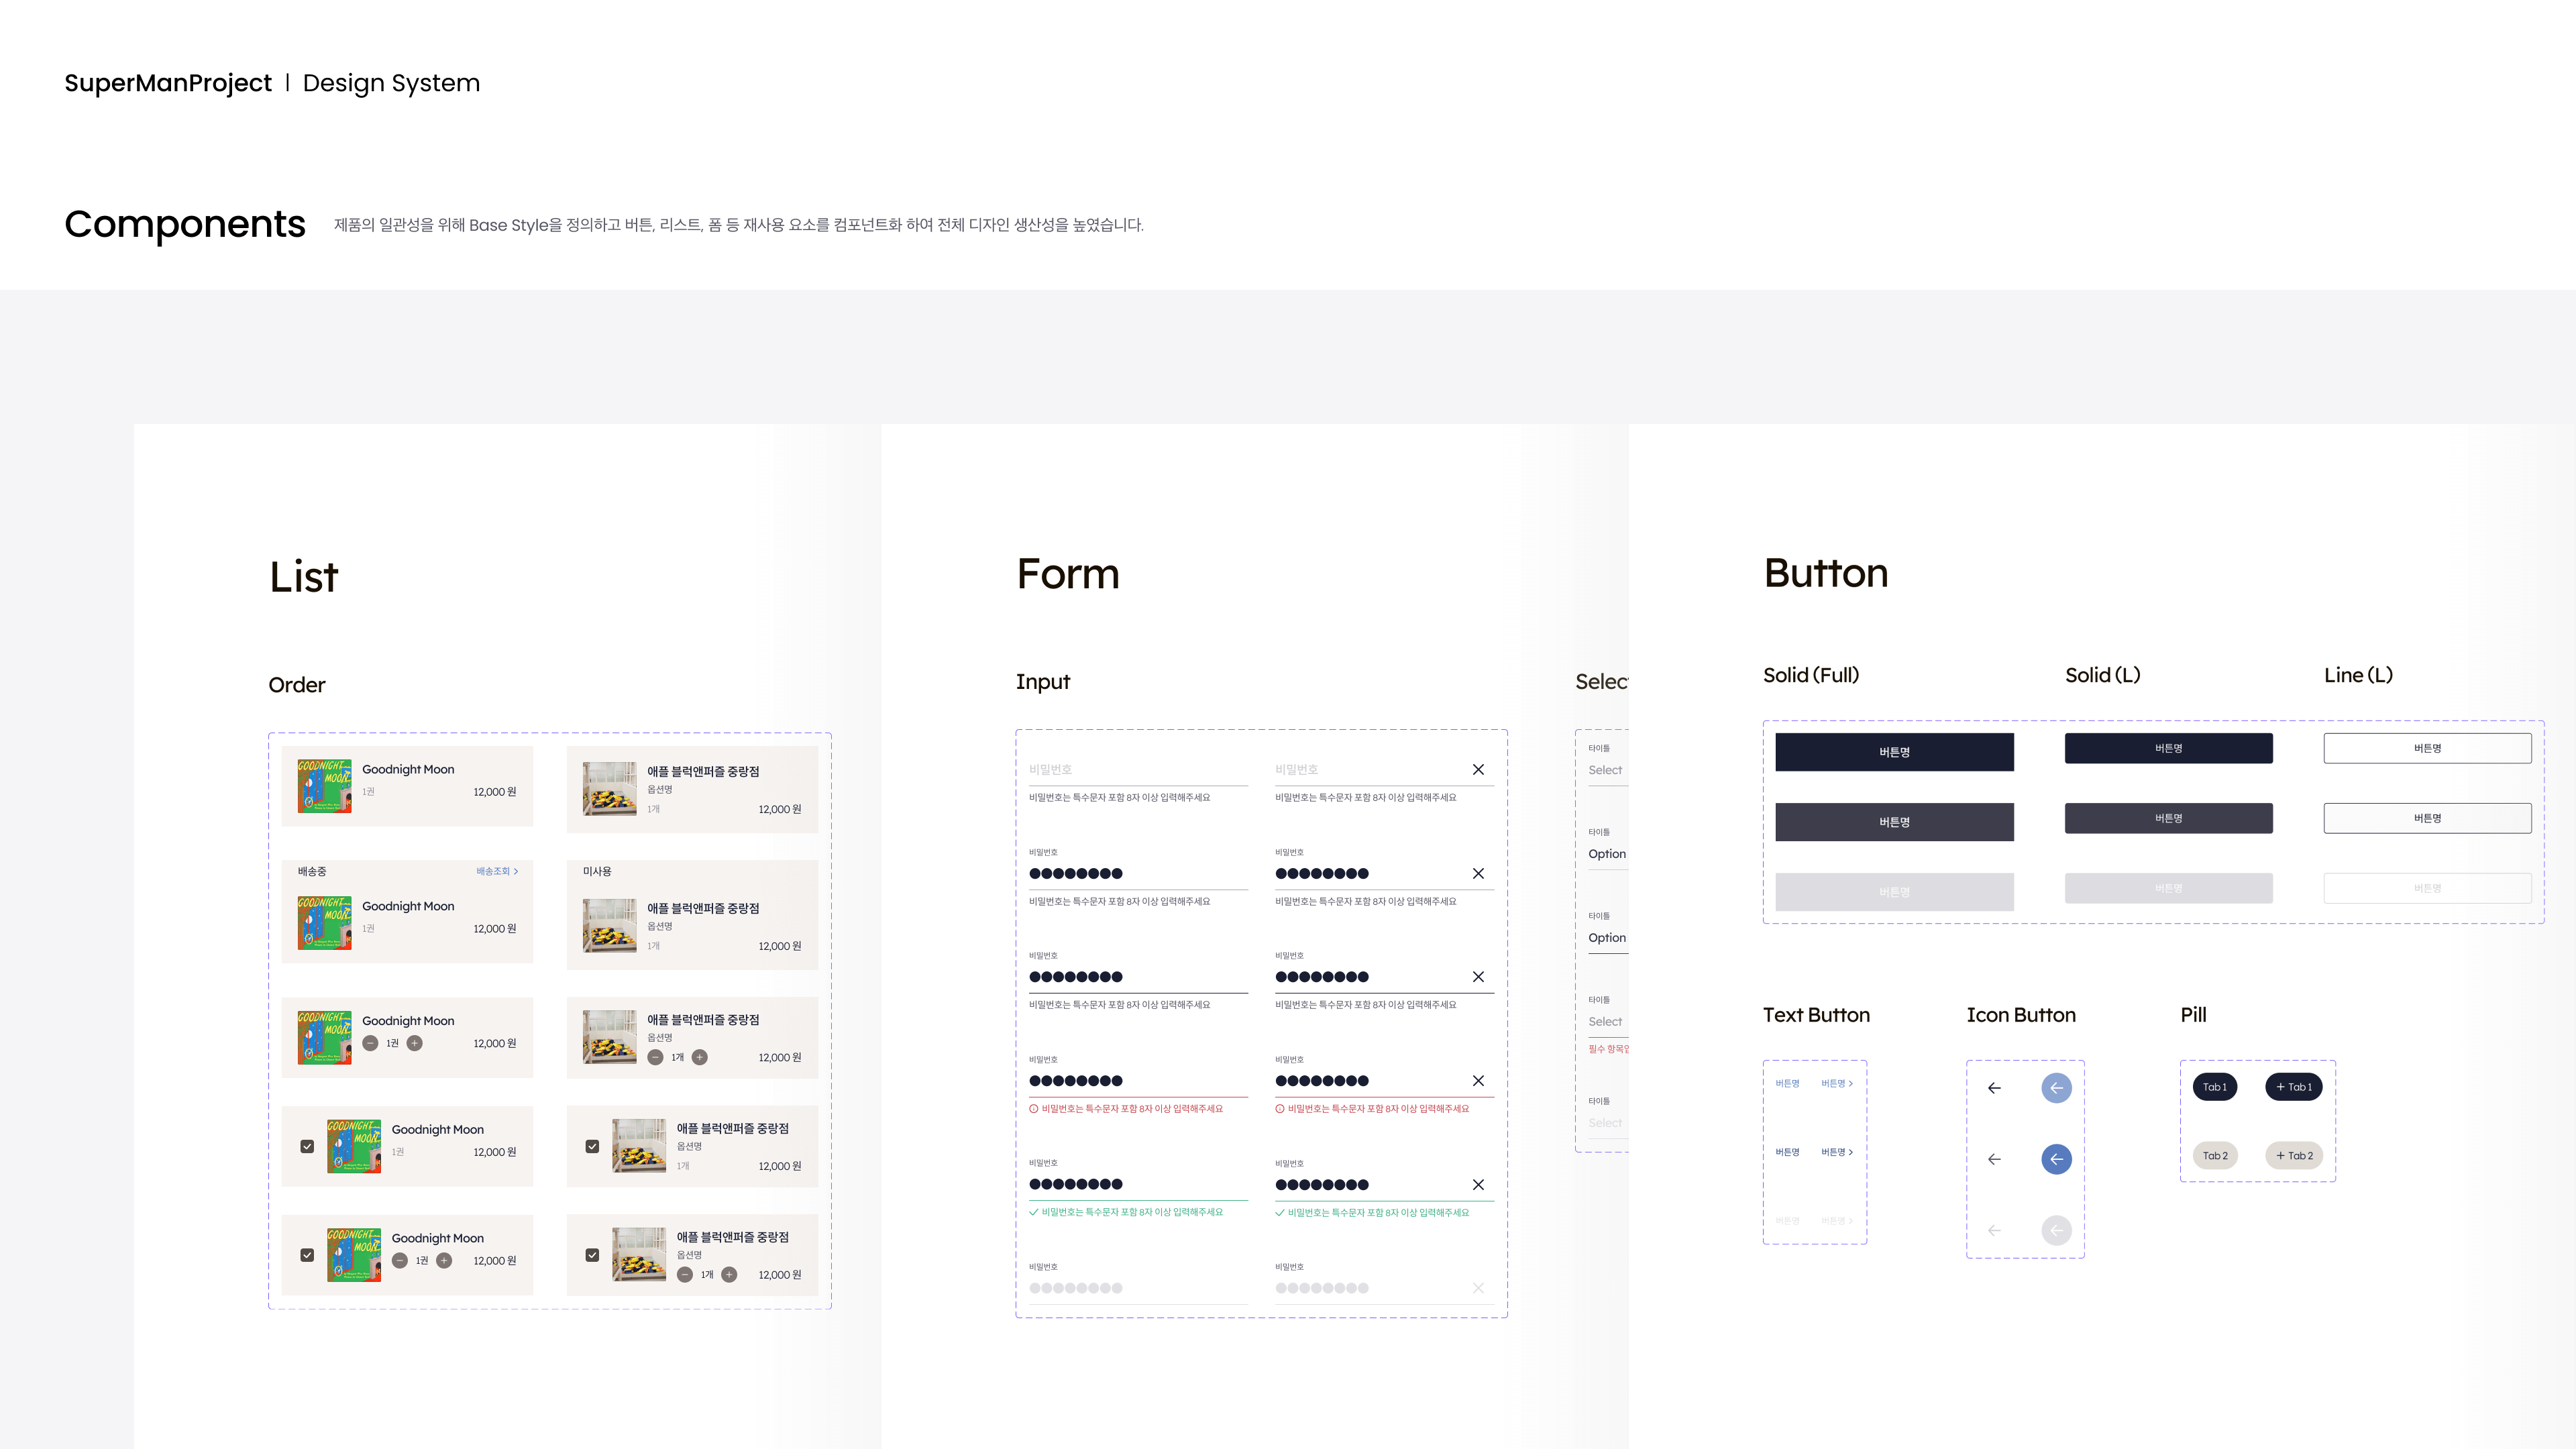 SuperManProject | Design System
Components
제품의 일관성을 위해 Base Style을 정의하고 버튼, 리스트, 폼 등 재사용 요소를 컴포넌트화 하여 전체 디자인 생산성을 높였습니다.
List
Order
GOODNIGHT MOON
Goodnight Moon
1권
12,000 원
애플 블럭앤퍼즐 중랑점
옵션명
1개
12,000 원
배송중
배송조회 >
GOODNIGHT MOON
Goodnight Moon
1권
12,000 원
미사용
애플 블럭앤퍼즐 중랑점
옵션명
1개
12,000 원
GOODNIGHT MOON
Goodnight Moon
1권
12,000 원
애플 블럭앤퍼즐 중랑점
옵션명
1개
12,000 원
GOODNIGHT MOON
Goodnight Moon
1권
12,000 원
애플 블럭앤퍼즐 중랑점
옵션명
1개
12,000 원
GOODNIGHT MOON
Goodnight Moon
1권
12,000 원
애플 블럭앤퍼즐 중랑점
옵션명
1개
12,000 원
Form
Input
비밀번호
비밀번호는 특수문자 포함 8자 이상 입력해주세요
비밀번호
비밀번호는 특수문자 포함 8자 이상 입력해주세요
비밀번호
비밀번호는 특수문자 포함 8자 이상 입력해주세요
비밀번호
비밀번호는 특수문자 포함 8자 이상 입력해주세요
비밀번호
비밀번호는 특수문자 포함 8자 이상 입력해주세요
비밀번호
비밀번호는 특수문자 포함 8자 이상 입력해주세요
비밀번호
비밀번호는 특수문자 포함 8자 이상 입력해주세요
비밀번호
비밀번호는 특수문자 포함 8자 이상 입력해주세요
비밀번호
비밀번호는 특수문자 포함 8자 이상 입력해주세요
비밀번호
비밀번호는 특수문자 포함 8자 이상 입력해주세요
비밀번호
비밀번호
Selec
타이틀
Select
타이틀
Option
타이틀
Option
타이틀
Select
필수 항목
타이틀
Select
Button
Solid (Full)
Solid (L)
Line (L)
버튼명
버튼명
버튼명
버튼명
버튼명
버튼명
버튼명
버튼명
버튼명
Text Button
Icon Button
Pill
버튼명
버튼명 >
버튼명
버튼명 >
버튼명
버튼명 >
Tab 1
+ Tab 1
Tab 2
+ Tab 2